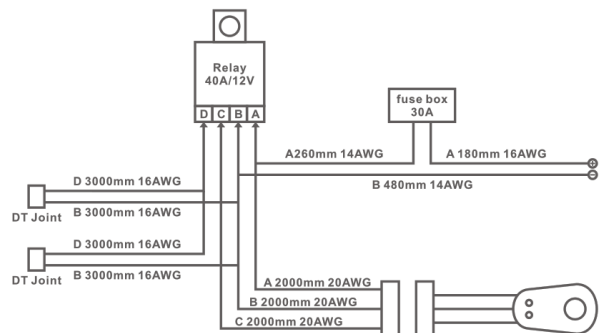 Relay
40A/12V
D C B A
fuse box
30A
A260mm 14AWG
A 180mm 16AWG
B 480mm 14AWG
D 3000mm 16AWG
DT Joint
B 3000mm 16AWG
D 3000mm 16AWG
DT Joint
B 3000mm 16AWG
A 2000mm 20AWG
B 2000mm 20AWG
C 2000mm 20AWG